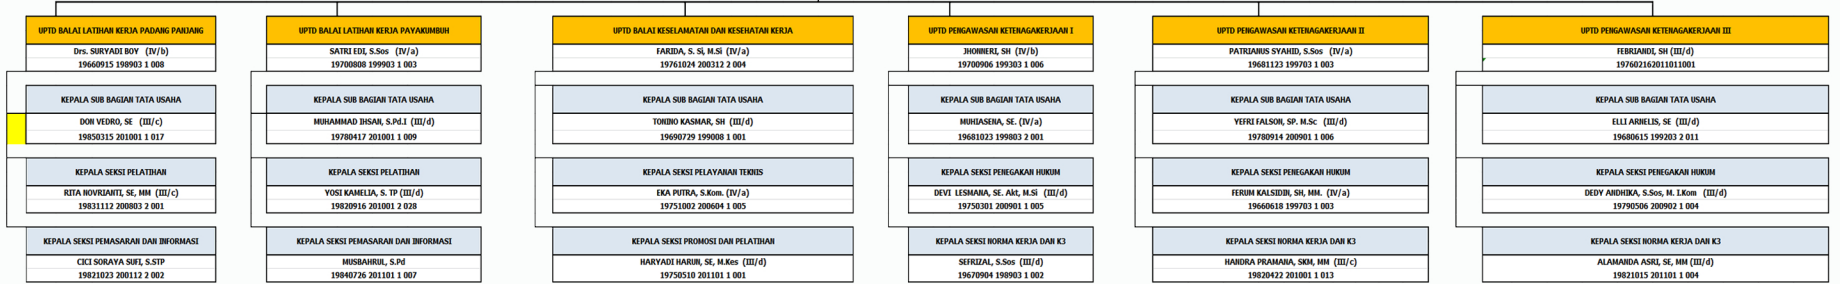 UPTD BALAI LATIHAN KERJA PADANG PANJANG
Drs. SURYADI BOY (IV/b)
19660915 198903 1 008
KEPALA SUB BAGIAN TATA USAHA
DON VEDRO, SE (III/c)
19850315 201001 1 017
KEPALA SEKSI PELATIHAN
RITA NOVRIANTI, SE, MM (III/c)
19831112 200803 2 001
KEPALA SEKSI PEMASARAN DAN INFORMASI
CICI SORAYA SUFI, S.STP
19821023 200112 2 002
UPTD BALAI LATIHAN KERJA PAYAKUMBUH
SATRI EDI, S.Sos (IV/a)
19700808 199903 1 003
KEPALA SUB BAGIAN TATA USAHA
MUHAMMAD IHSAN, S.Pd.I (III/d)
19780417 201001 1 009
KEPALA SEKSI PELATIHAN
YOSI KAMELIA, S. TP (III/d)
19820916 201001 2 028
KEPALA SEKSI PEMASARAN DAN INFORMASI
MUSBAHRUL, S.Pd
19840726 201101 1 007
UPTD BALAI KESELAMATAN DAN KESEHATAN KERJA
FARIDA, S. Si, M.Si (IV/a)
19761024 200312 2 004
KEPALA SUB BAGIAN TATA USAHA
TONINO KASMAR, SH (III/d)
19690729 199008 1 001
KEPALA SEKSI PELAYANAN TEKNIS
EKA PUTRA, S.Kom. (IV/a)
19751002 200604 1 005
KEPALA SEKSI PROMOSI DAN PELATIHAN
HARYADI HARUN, SE, M.Kes (III/d)
19750510 201101 1 001
UPTD PENGAWASAN KETENAGAKERJAAN I
JHONNERI, SH (IV/b)
19700906 199303 1 006
KEPALA SUB BAGIAN TATA USAHA
MUHIASENA, SE. (IV/a)
19681023 199803 2 001
KEPALA SEKSI PENEGAKAN HUKUM
DEVI LESMANA, SE. Akt, M.Si (III/d)
19750301 200901 1 005
KEPALA SEKSI NORMA KERJA DAN K3
SEFRIZAL, S.Sos (III/d)
19670904 198903 1 002
UPTD PENGAWASAN KETENAGAKERJAAN II
PATRIANUS SYAHID, S.Sos (IV/a)
19681123 199703 1 003
KEPALA SUB BAGIAN TATA USAHA
YEFRI FALSON, SP. M.Sc (III/d)
19780914 200901 1 006
KEPALA SEKSI PENEGAKAN HUKUM
FERUM KALSIDIN, SH, MM. (IV/a)
19660618 199703 1 003
KEPALA SEKSI NORMA KERJA DAN K3
HANDRA PRAMANA, SKM, MM (III/c)
19820422 201001 1 013
UPTD PENGAWASAN KETENAGAKERJAAN III
FEBRIANDI, SH (III/d)
197602162011011001
KEPALA SUB BAGIAN TATA USAHA
ELLI ARNELIS, SE (III/d)
19680615 199203 2 011
KEPALA SEKSI PENEGAKAN HUKUM
DEDY ANDHIKA, S.Sos, M. I.Kom (III/d)
19790506 200902 1 004
KEPALA SEKSI NORMA KERJA DAN K3
ALAMANDA ASRI, SE, MM (III/d)
19821015 201101 1 004